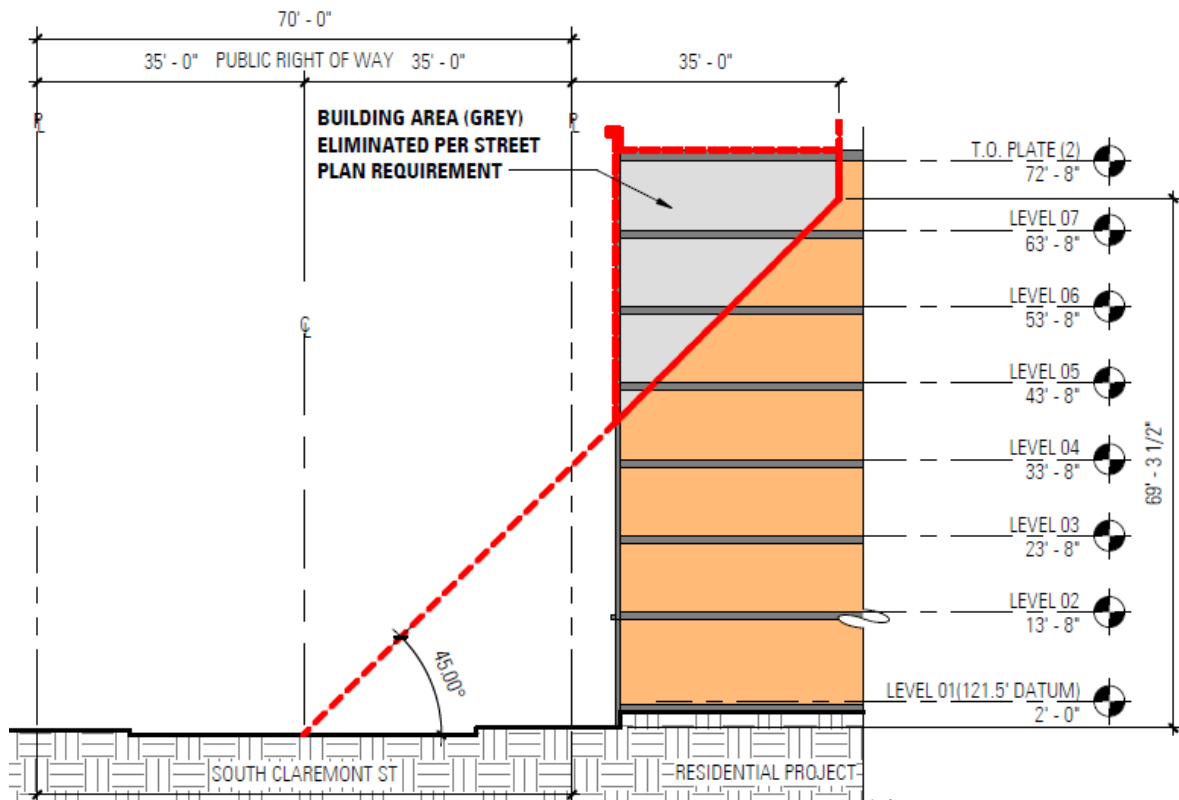 70' - 0"
35' - 0" PUBLIC RIGHT OF WAY 35' - 0"
35' - 0"
PL
PL
BUILDING AREA (GREY)
ELIMINATED PER STREET
PLAN REQUIREMENT
T.O. PLATE (2)
72' - 8"
LEVEL 07
63' - 8"
LEVEL 06
53' - 8"
CL
LEVEL 05
43' - 8"
LEVEL 04
33' - 8"
69' - 3 1/2"
LEVEL 03
23' - 8"
LEVEL 02
13' - 8"
45.00°
LEVEL 01(121.5' DATUM)
2' - 0"
SOUTH CLAREMONT ST
RESIDENTIAL PROJECT